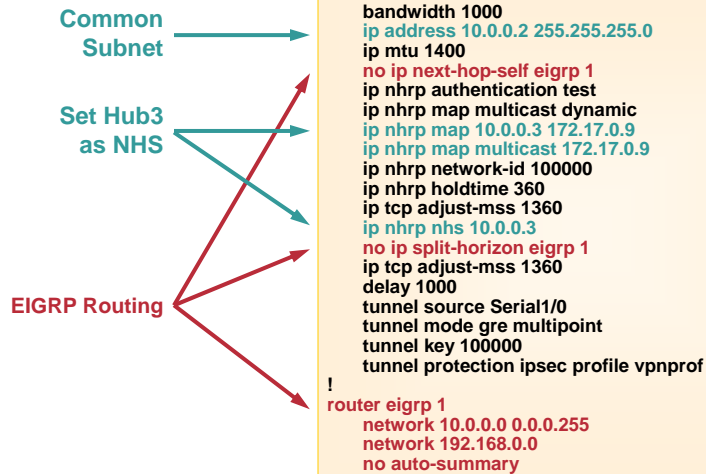 Common
Subnet
Set Hub3
as NHS
EIGRP Routing
bandwidth 1000
ip address 10.0.0.2 255.255.255.0
ip mtu 1400
no ip next-hop-self eigrp 1
ip nhrp authentication test
ip nhrp map multicast dynamic
ip nhrp map 10.0.0.3 172.17.0.9
ip nhrp map multicast 172.17.0.9
ip nhrp network-id 100000
ip nhrp holdtime 360
ip tcp adjust-mss 1360
ip nhrp nhs 10.0.0.3
no ip split-horizon eigrp 1
ip tcp adjust-mss 1360
delay 1000
tunnel source Serial1/0
tunnel mode gre multipoint
tunnel key 100000
tunnel protection ipsec profile vpnprof
!
router eigrp 1
network 10.0.0.0 0.0.0.255
network 192.168.0.0
no auto-summary